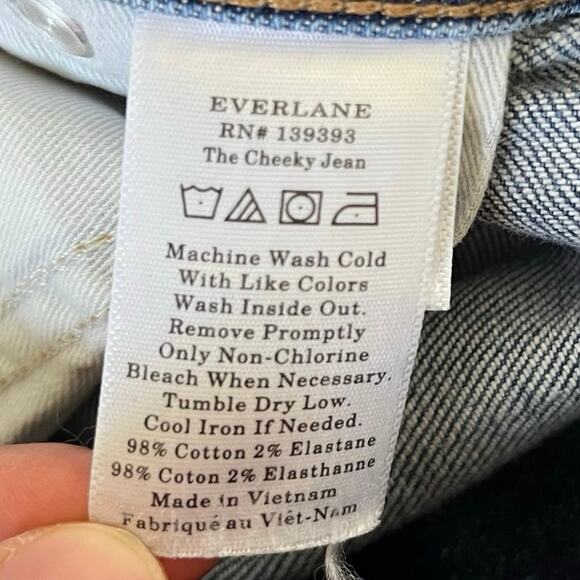 EVERLANE
RN# 139393
The Cheeky Jean
Machine Wash Cold
With Like Colors
Wash Inside Out.
Remove Promptly
Only Non-Chlorine
Bleach When Necessary.
Tumble Dry Low.
Cool Iron If Needed.
98% Cotton 2% Elastane
98% Coton 2% Elasthanne
Made in Vietnam
Fabriqué au Viêt-Nam